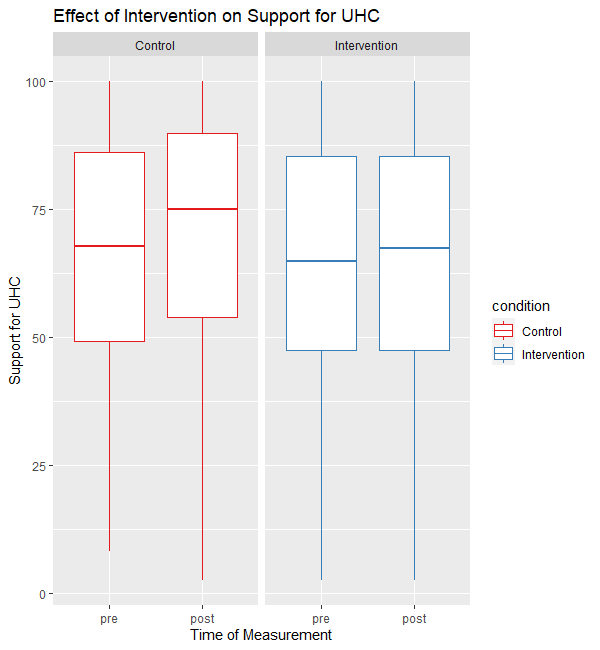 Effect of Intervention on Support for UHC
Control
Intervention
100
75
50
25
0
Support for UHC
pre
post
pre
post
Time of Measurement
condition
Control
Intervention